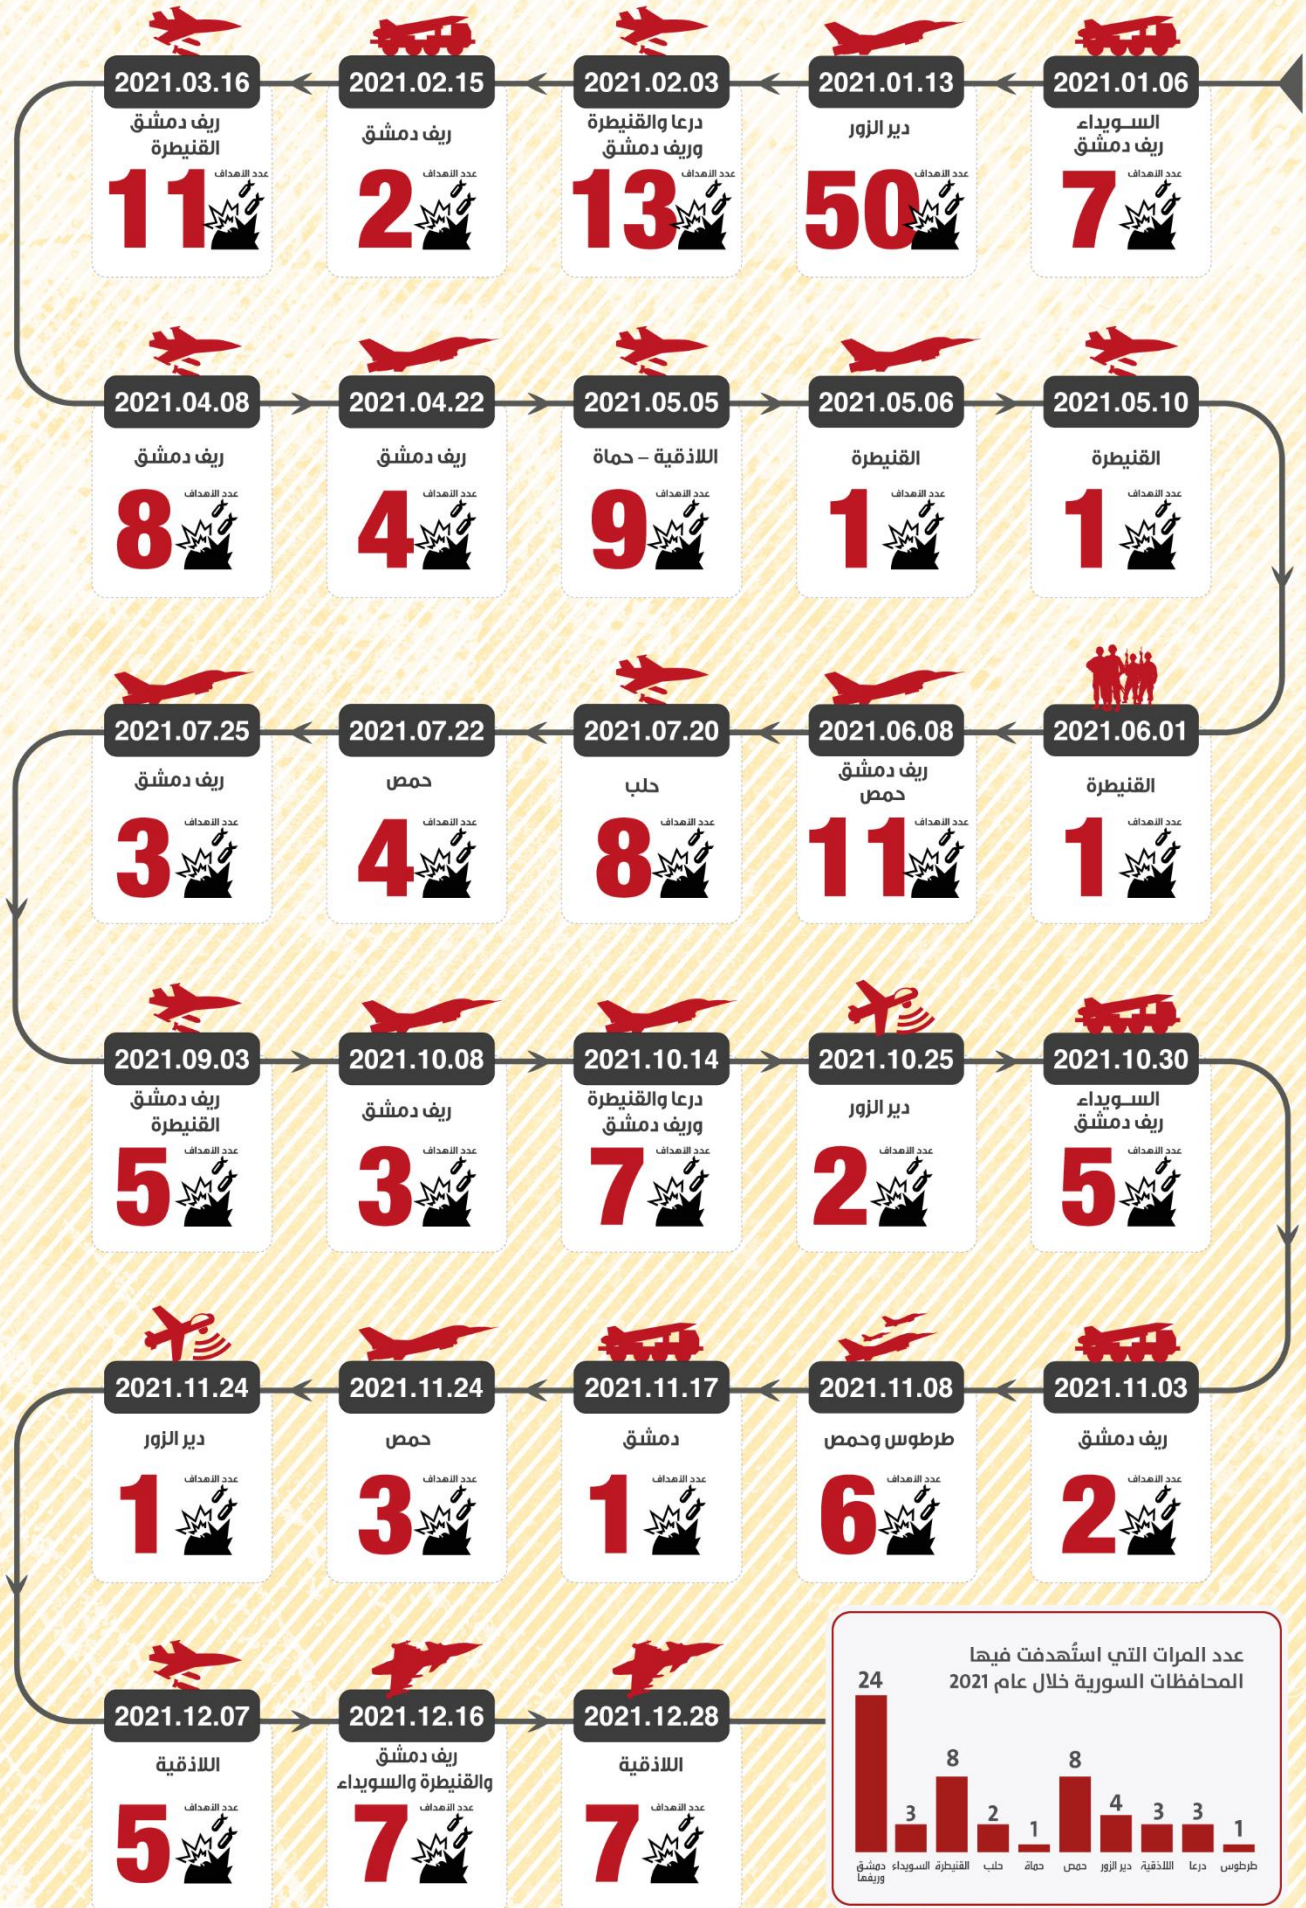 2021.01.06
السويداء
ريف دمشق
عدد الأهداف
7
2021.01.13
دير الزور
عدد الأهداف
50
2021.02.03
درعا والقنيطرة
وريف دمشق
عدد الأهداف
13
2021.02.15
ريف دمشق
عدد الأهداف
2
2021.03.16
ريف دمشق
القنيطرة
عدد الأهداف
11
2021.04.08
ريف دمشق
عدد الأهداف
8
2021.04.22
ريف دمشق
عدد الأهداف
4
2021.05.05
اللاذقية – حماة
عدد الأهداف
9
2021.05.06
القنيطرة
عدد الأهداف
1
2021.05.10
القنيطرة
عدد الأهداف
1
2021.06.01
القنيطرة
عدد الأهداف
1
2021.06.08
ريف دمشق
حمص
عدد الأهداف
11
2021.07.20
حلب
عدد الأهداف
8
2021.07.22
حمص
عدد الأهداف
4
2021.07.25
ريف دمشق
عدد الأهداف
3
2021.09.03
ريف دمشق
القنيطرة
عدد الأهداف
5
2021.10.08
ريف دمشق
عدد الأهداف
3
2021.10.14
درعا والقنيطرة
وريف دمشق
عدد الأهداف
7
2021.10.25
دير الزور
عدد الأهداف
2
2021.10.30
السويداء
ريف دمشق
عدد الأهداف
5
2021.11.03
ريف دمشق
عدد الأهداف
2
2021.11.08
طرطوس وحمص
عدد الأهداف
6
2021.11.17
دمشق
عدد الأهداف
1
2021.11.24
حمص
عدد الأهداف
3
2021.11.24
دير الزور
عدد الأهداف
1
2021.12.07
اللاذقية
عدد الأهداف
5
2021.12.16
ريف دمشق
والقنيطرة والسويداء
عدد الأهداف
7
2021.12.28
اللاذقية
عدد الأهداف
7
عدد المرات التي استُهدفت فيها
المحافظات السورية خلال عام 2021
24
دمشق
وريفها
3
السويداء
8
القنيطرة
2
حلب
1
حماة
8
حمص
4
دير الزور
3
اللاذقية
3
درعا
1
طرطوس